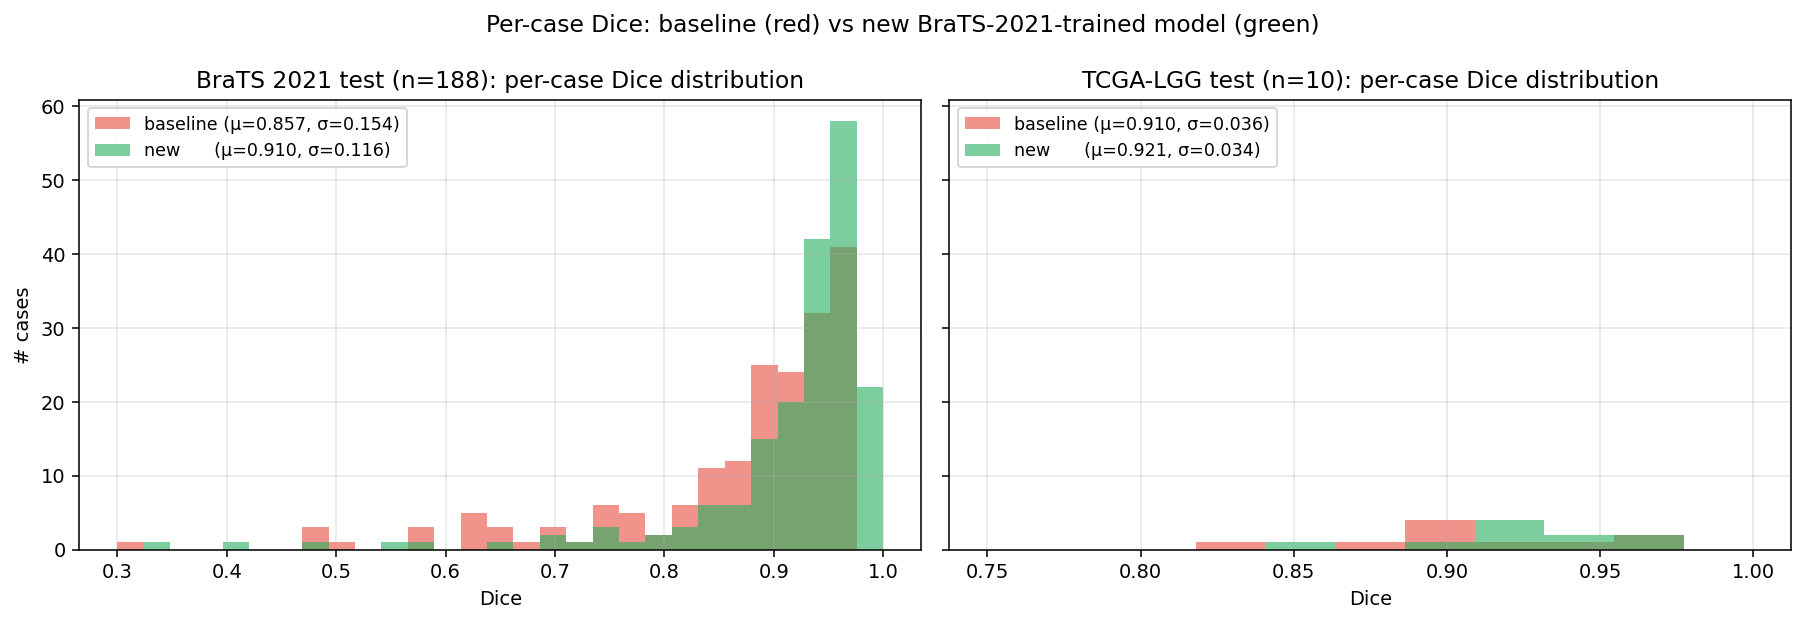 Per-case Dice: baseline (red) vs new BraTS-2021-trained model (green)
BraTS 2021 test (n=188): per-case Dice distribution
baseline (μ=0.857, σ=0.154)
new (μ=0.910, σ=0.116)
# cases
60
50
40
30
20
10
0
0.3 0.4 0.5 0.6 0.7 0.8 0.9 1.0
Dice
TCGA-LGG test (n=10): per-case Dice distribution
baseline (μ=0.910, σ=0.036)
new (μ=0.921, σ=0.034)
0.75 0.80 0.85 0.90 0.95 1.00
Dice